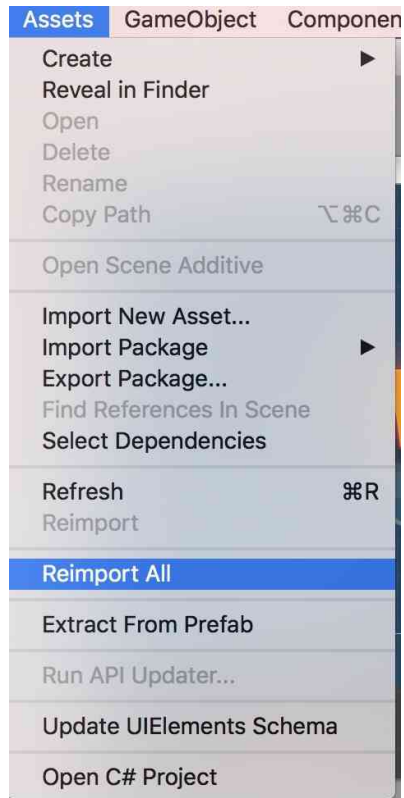 Assets GameObject Componen
Create ▶
Reveal in Finder
Open
Delete
Rename
Copy Path ⌥⌘C
Open Scene Additive
Import New Asset...
Import Package ▶
Export Package...
Find References In Scene
Select Dependencies
Refresh ⌘R
Reimport
Reimport All
Extract From Prefab
Run API Updater...
Update UIElements Schema
Open C# Project